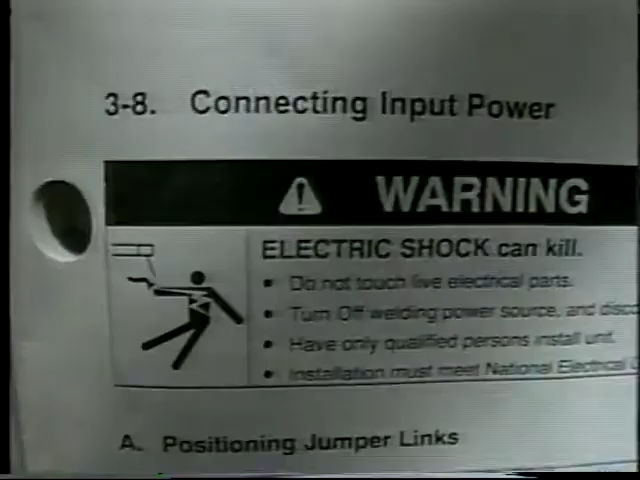 3-8. Connecting Input Power
WARNING
ELECTRIC SHOCK can kill.
• Do not touch live electrical parts.
• Turn Off welding power source, and
• Have only qualified persons install unit.
• Installation must meet National Electrical
A. Positioning Jumper Links